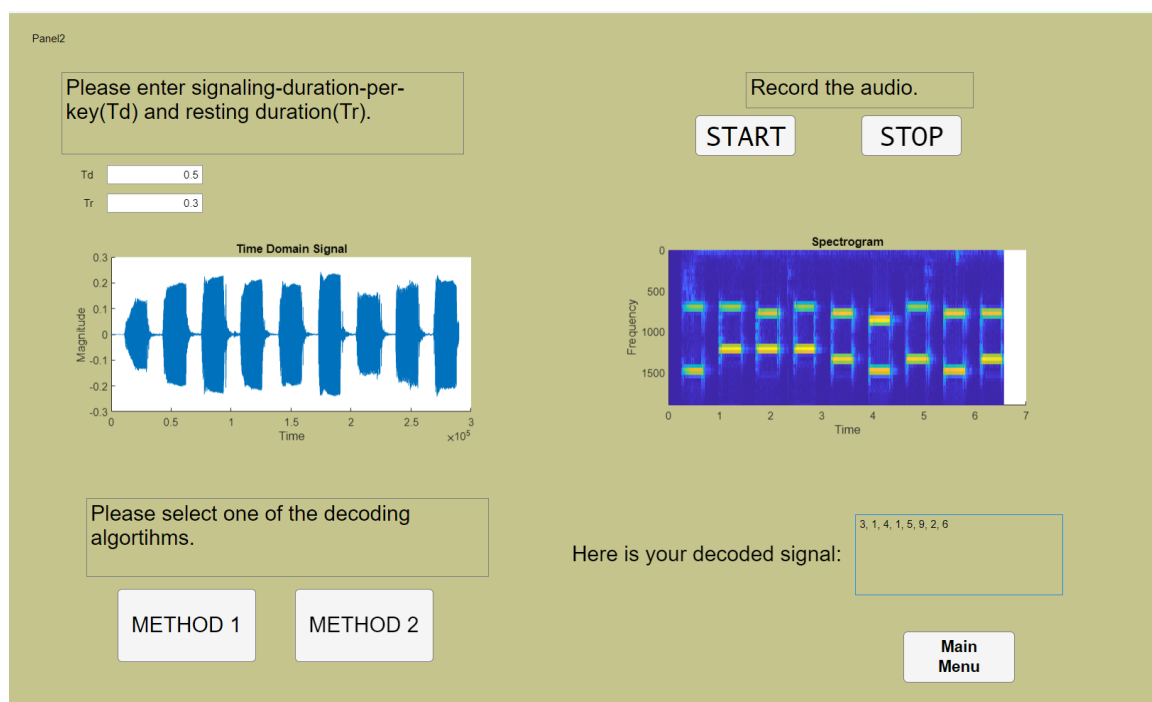 Panel2
Please enter signaling-duration-per-
key(Td) and resting duration(Tr).
Td
0.5
Tr
0.3
Record the audio.
START
STOP
Time Domain Signal
0.3
0.2
0.1
0
-0.1
-0.2
-0.3
Magnitude
0
0.5
1
1.5
2
2.5
3
Time
×10⁵
Spectrogram
0
500
1000
1500
Frequency
0
1
2
3
4
5
6
7
Time
Please select one of the decoding
algortihms.
METHOD 1
METHOD 2
Here is your decoded signal:
3, 1, 4, 1, 5, 9, 2, 6
Main
Menu